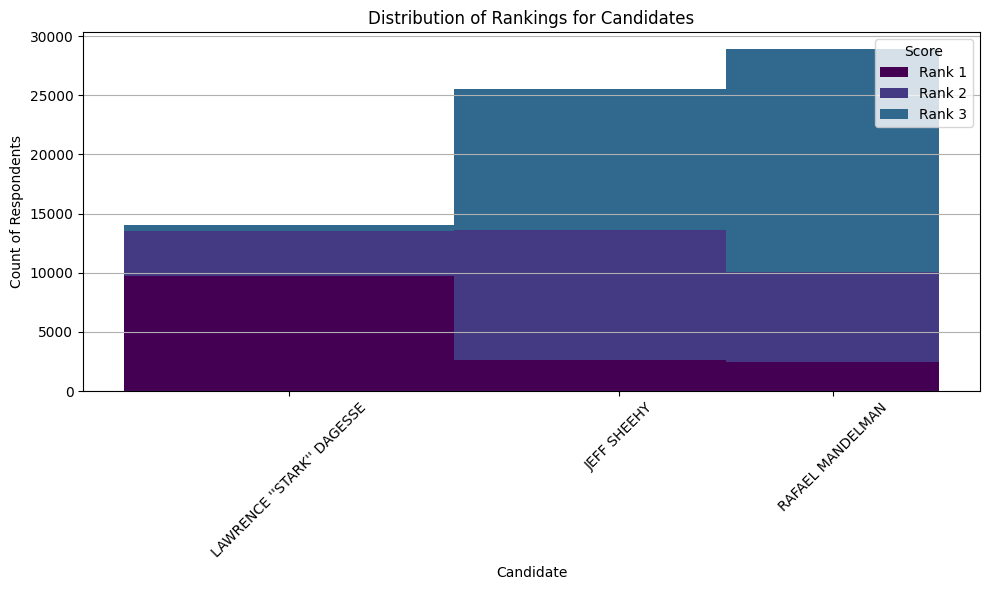 Distribution of Rankings for Candidates
Score
Rank 1
Rank 2
Rank 3
Count of Respondents
30000
25000
20000
15000
10000
5000
0
LAWRENCE ''STARK'' DAGESSE
JEFF SHEEHY
RAFAEL MANDELMAN
Candidate